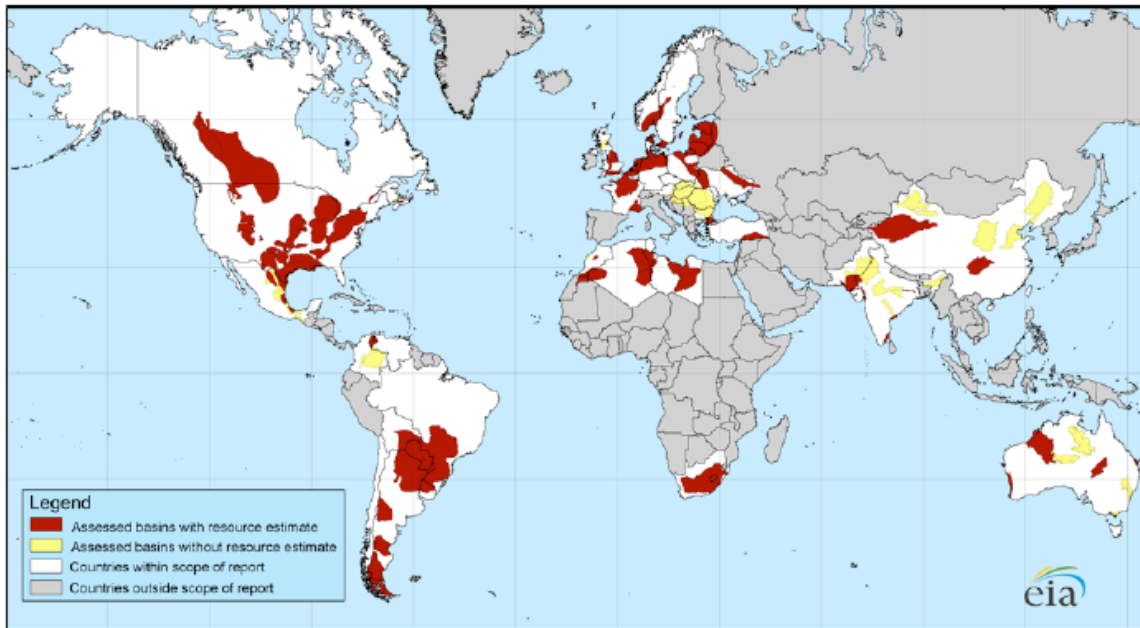 Legend
Assessed basins with resource estimate
Assessed basins without resource estimate
Countries within scope of report
Countries outside scope of report
eia